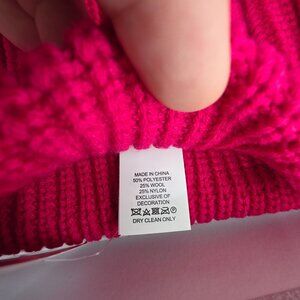 MADE IN CHINA
50% POLYESTER
25% WOOL
25% NYLON
EXCLUSIVE OF
DECORATION
DRY CLEAN ONLY